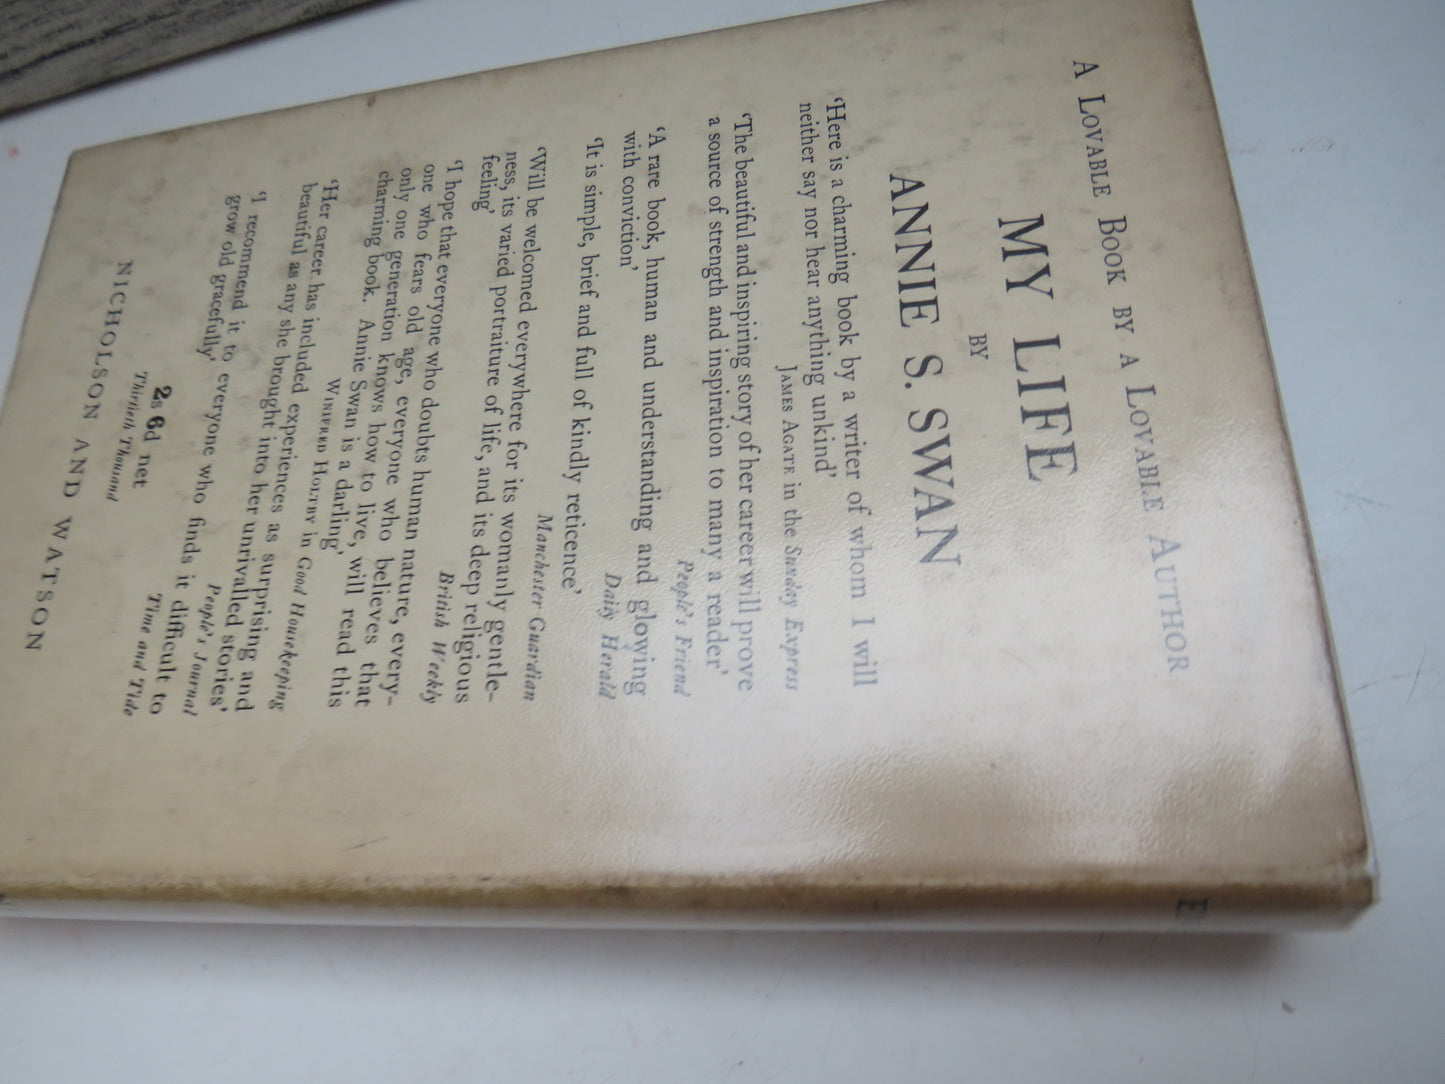 A LOVABLE BOOK BY A LOVABLE AUTHOR
MY LIFE
BY
ANNIE S. SWAN
'Here is a charming book by a writer of whom I will
neither say nor hear anything unkind'
JAMES AGATE in the Sunday Express
'The beautiful and inspiring story of her career will prove
a source of strength and inspiration to many a reader'
People's Friend
'A rare book, human and understanding and glowing
with conviction'
Daily Herald
'It is simple, brief and full of kindly reticence'
Manchester Guardian
'Will be welcomed everywhere for its womanly gentle-
ness, its varied portraiture of life, and its deep religious
feeling'
British Weekly
'I hope that everyone who doubts human nature, every-
one who fears old age, everyone who believes that
only one generation knows how to live, will read this
charming book. Annie Swan is a darling'
WINIFRED HOLTBY in Good Housekeeping
'Her career has included experiences as surprising and
beautiful as any she brought into her unrivalled stories'
People's Journal
'I recommend it to everyone who finds it difficult to
grow old gracefully'
Time and Tide
2s 6d net
Thirtieth Thousand
NICHOLSON AND WATSON
E